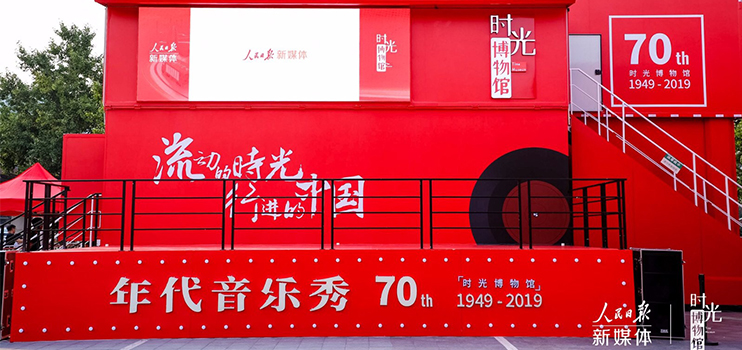 人民日报
新媒体
人民日报 新媒体
时光
博物馆
时光
博物馆
70th
时光博物馆
1949-2019
流动的時光
行进的中国
年代音乐秀 70th
「时光博物馆」
1949-2019
人民日报
新媒体
时光
博物馆